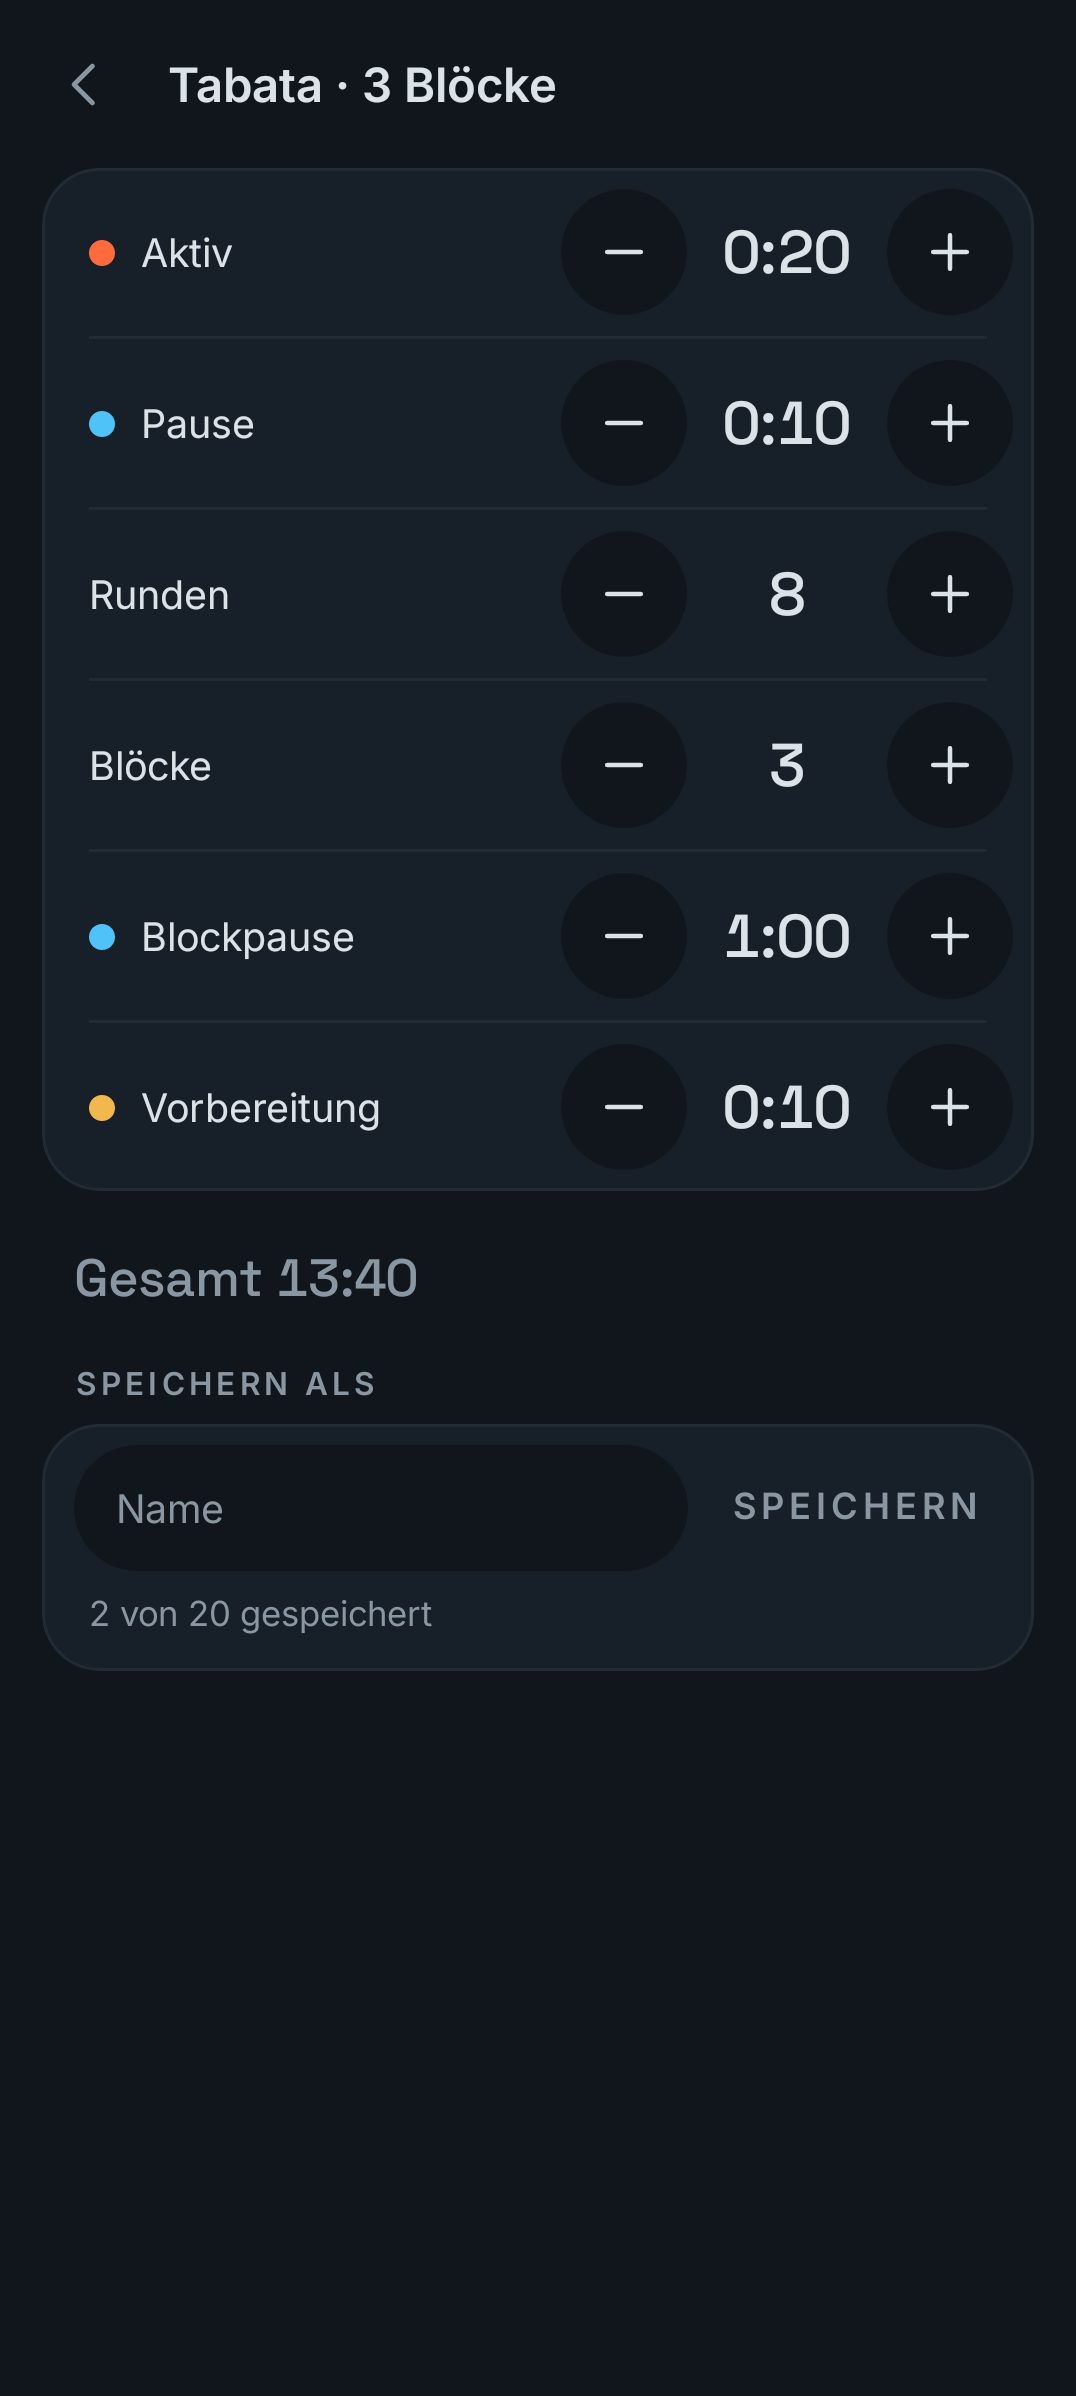 Tabata · 3 Blöcke
Aktiv − 0:20 +
Pause − 0:10 +
Runden − 8 +
Blöcke − 3 +
Blockpause − 1:00 +
Vorbereitung − 0:10 +
Gesamt 13:40
SPEICHERN ALS
Name SPEICHERN
2 von 20 gespeichert